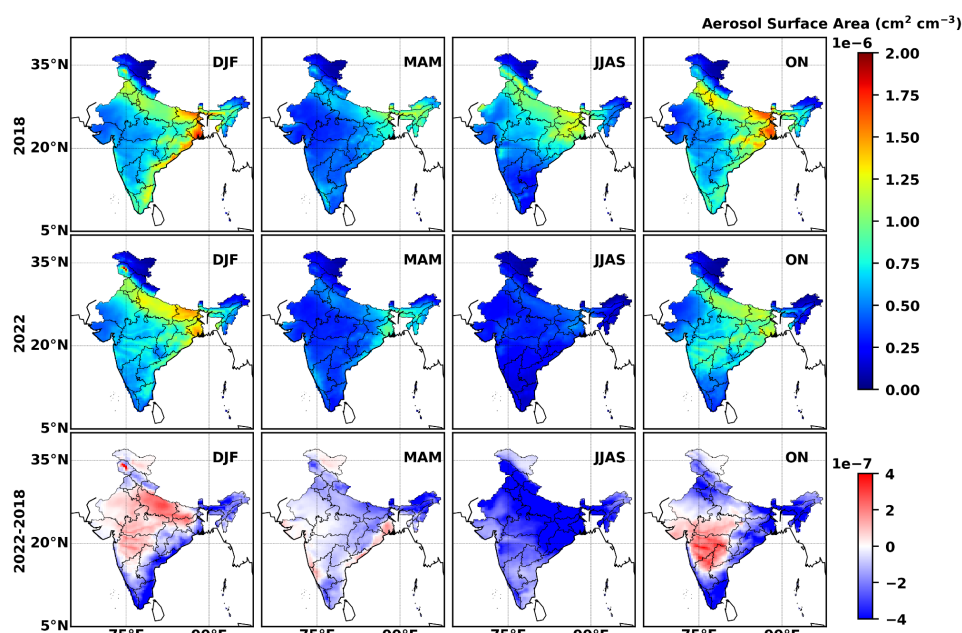 Aerosol Surface Area (cm² cm⁻³)
1e−6
35°N
20°N
5°N
2018
DJF
MAM
JJAS
ON
2.00
1.75
1.50
1.25
1.00
0.75
0.50
0.25
0.00
35°N
20°N
5°N
2022
DJF
MAM
JJAS
ON
35°N
20°N
5°N
2022-2018
DJF
MAM
JJAS
ON
1e−7
4
2
0
−2
−4